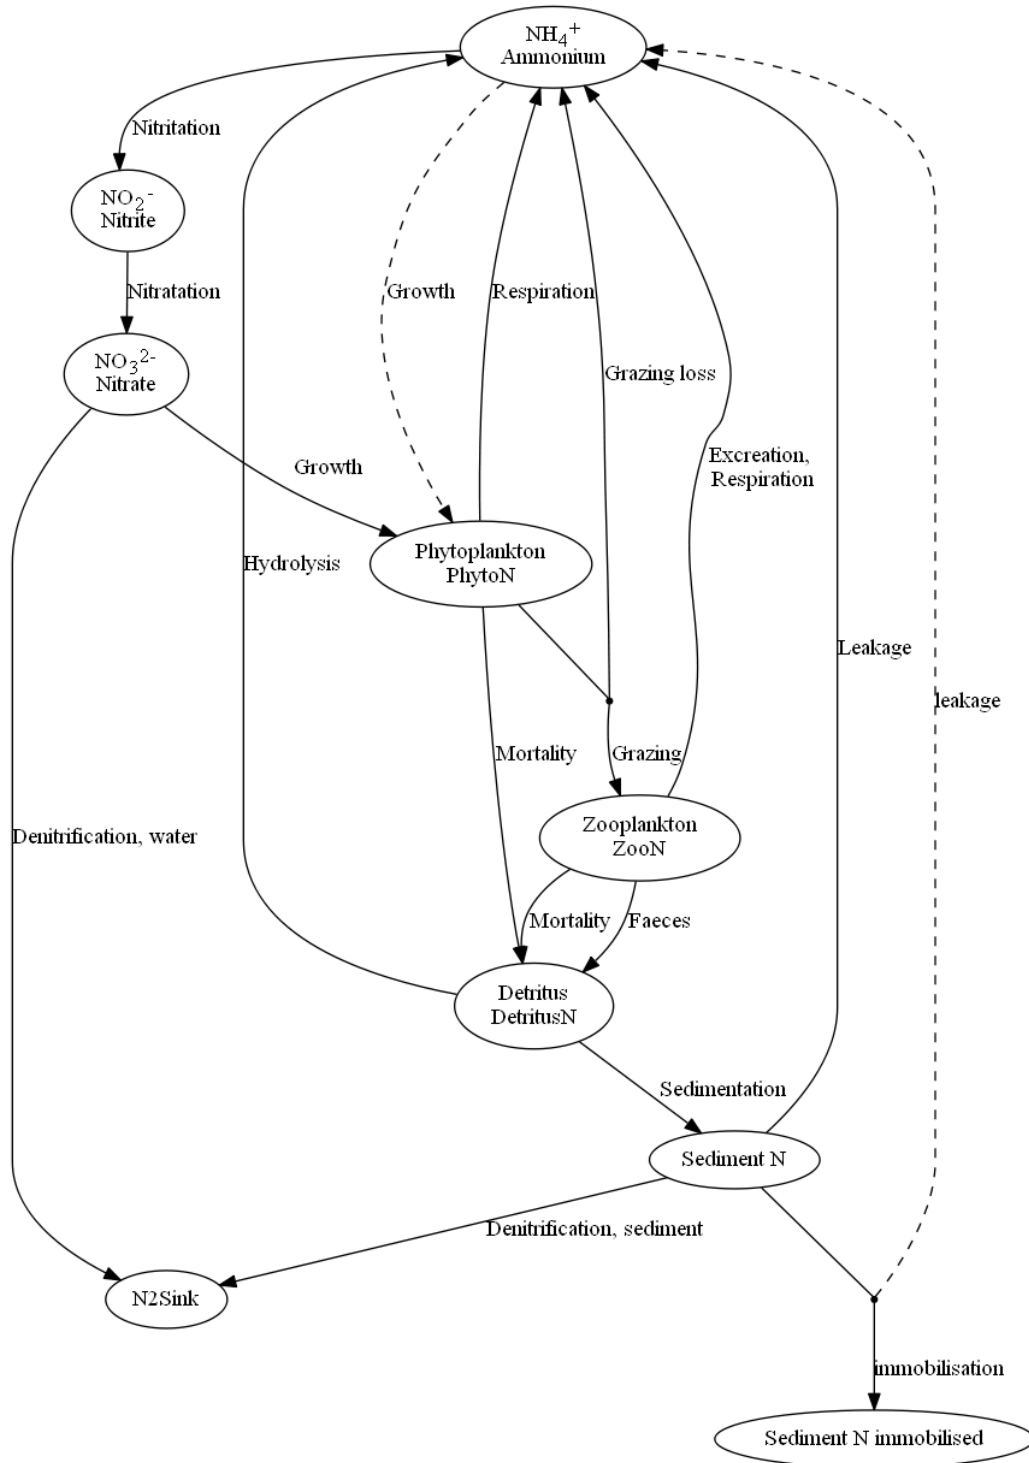 NH4+
Ammonium
Nitritation
NO2-
Nitrite
Nitratation
Growth
Respiration
NO32-
Nitrate
Grazing loss
Growth
Excreation,
Respiration
Hydrolysis
Phytoplankton
PhytoN
Leakage
leakage
Mortality
Grazing
Zooplankton
ZooN
Denitrification, water
Mortality
Faeces
Detritus
DetritusN
Sedimentation
Sediment N
Denitrification, sediment
N2Sink
immobilisation
Sediment N immobilised